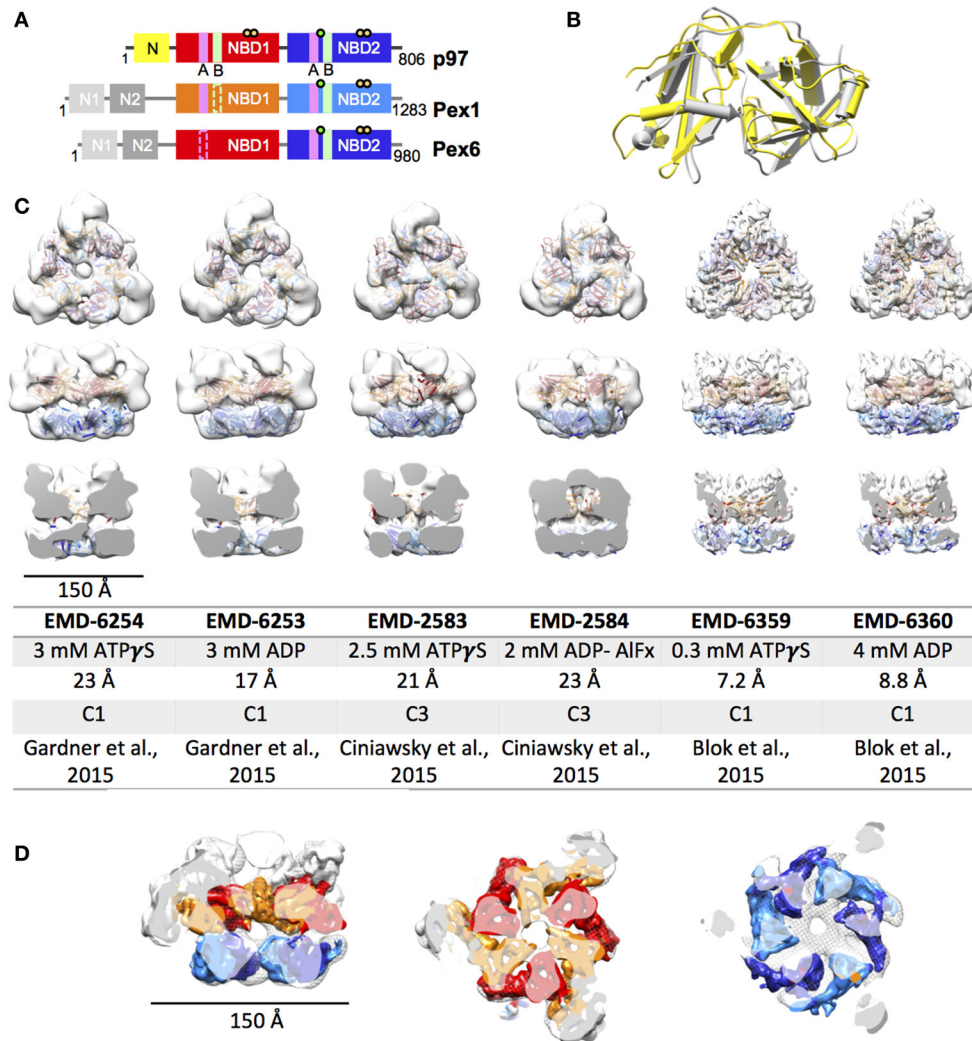 A
N NBD1 NBD2
1 806 p97
A B A B
N1 N2 NBD1 NBD2
1 1283 Pex1
N1 N2 NBD1 NBD2
1 980 Pex6
B
C
150 Å
EMD-6254 EMD-6253 EMD-2583 EMD-2584 EMD-6359 EMD-6360
3 mM ATPγS 3 mM ADP 2.5 mM ATPγS 2 mM ADP- AlFx 0.3 mM ATPγS 4 mM ADP
23 Å 17 Å 21 Å 23 Å 7.2 Å 8.8 Å
C1 C1 C3 C3 C1 C1
Gardner et al., Gardner et al., Ciniawsky et al., Ciniawsky et al., Blok et al., Blok et al.,
2015 2015 2015 2015 2015 2015
D
150 Å